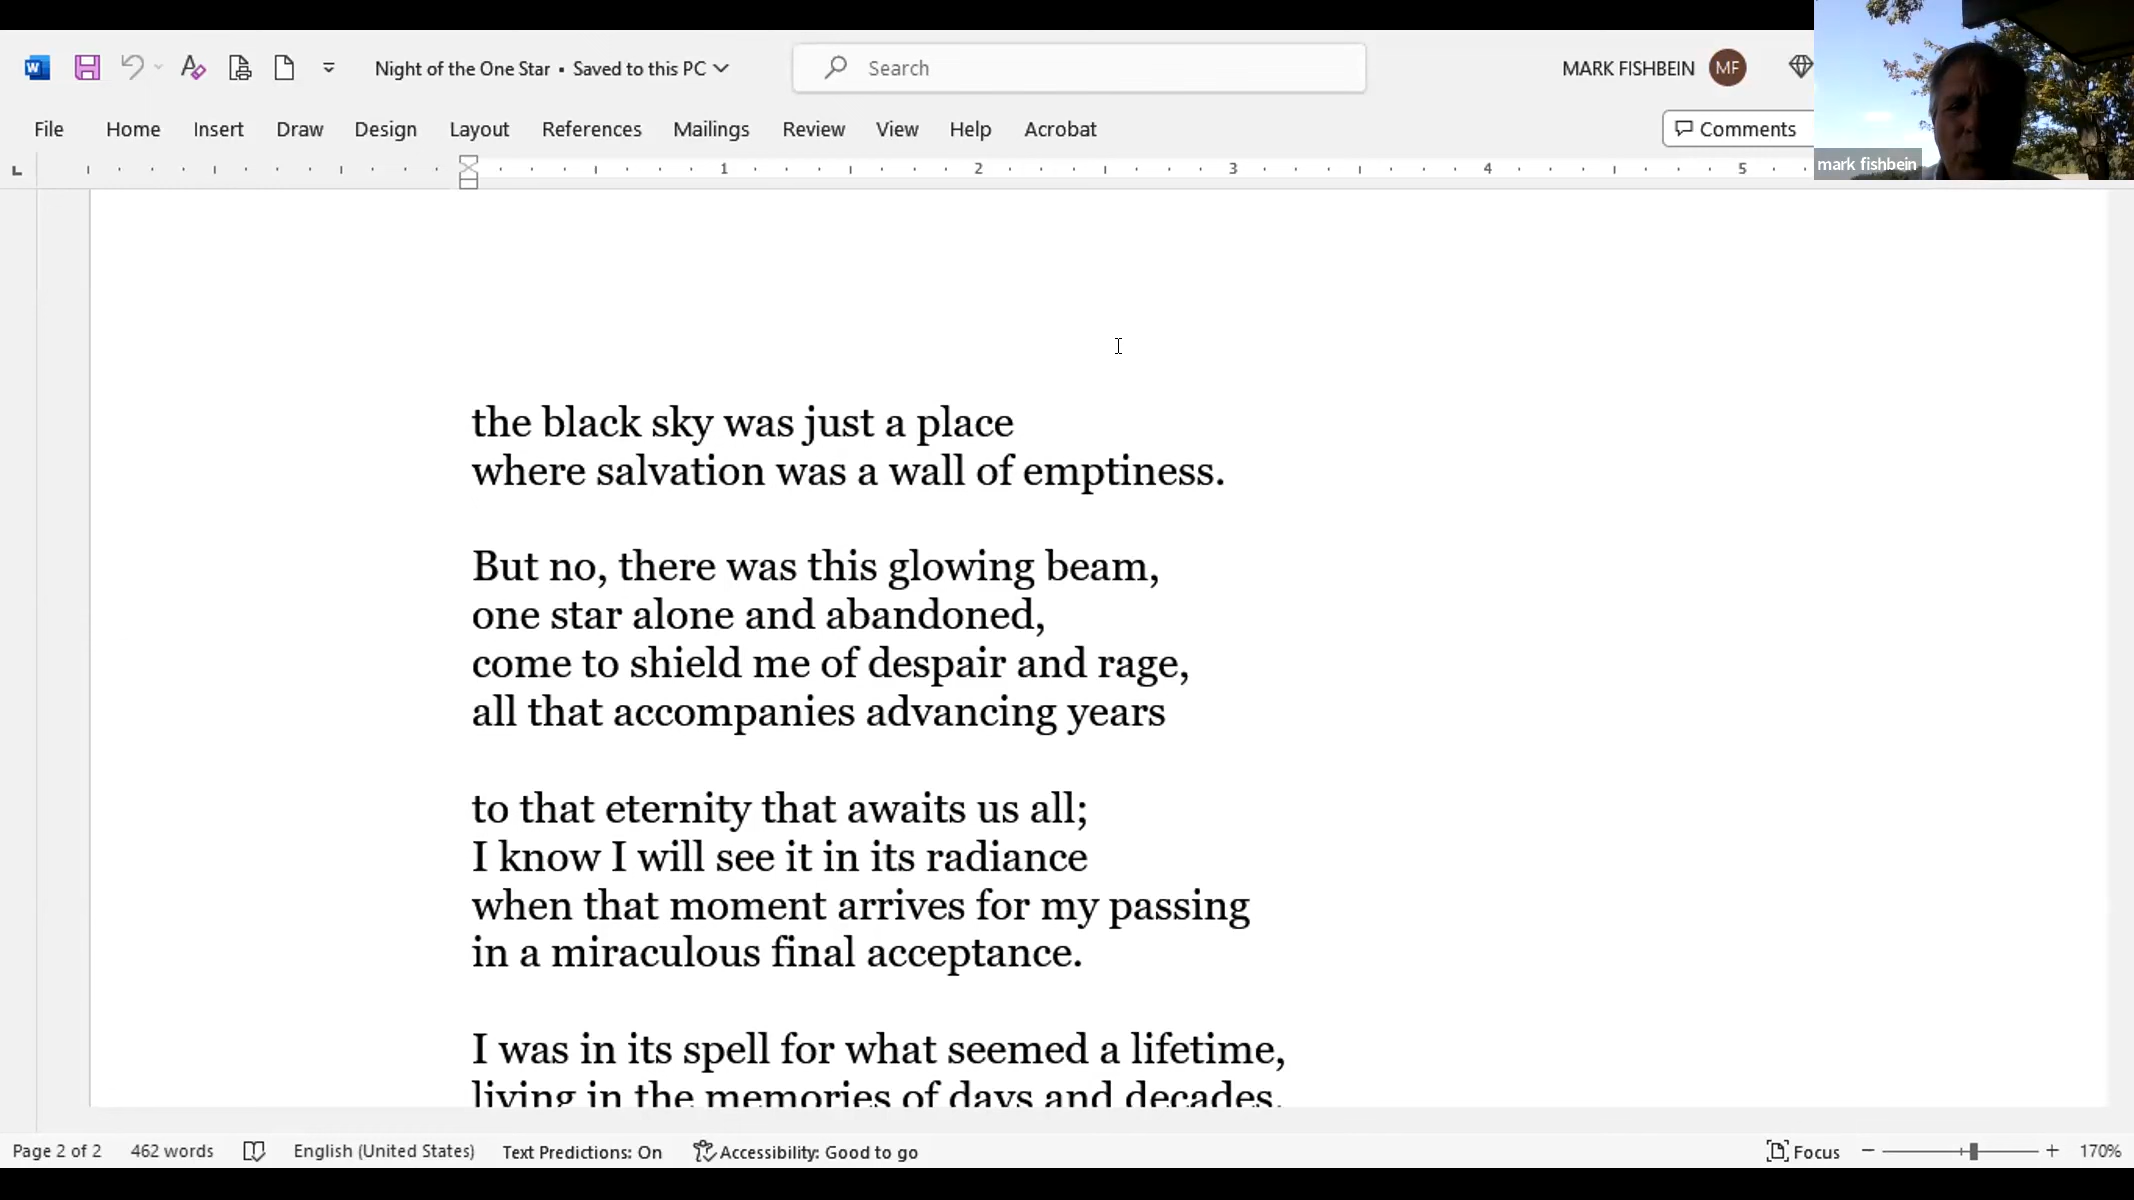 Night of the One Star • Saved to this PC
Search
MARK FISHBEIN
MF
File Home Insert Draw Design Layout References Mailings Review View Help Acrobat
Comments
mark fishbein
1 2 3 4 5
the black sky was just a place
where salvation was a wall of emptiness.
But no, there was this glowing beam,
one star alone and abandoned,
come to shield me of despair and rage,
all that accompanies advancing years
to that eternity that awaits us all;
I know I will see it in its radiance
when that moment arrives for my passing
in a miraculous final acceptance.
I was in its spell for what seemed a lifetime,
living in the memories of days and decades,
Page 2 of 2 462 words English (United States) Text Predictions: On Accessibility: Good to go Focus 170%